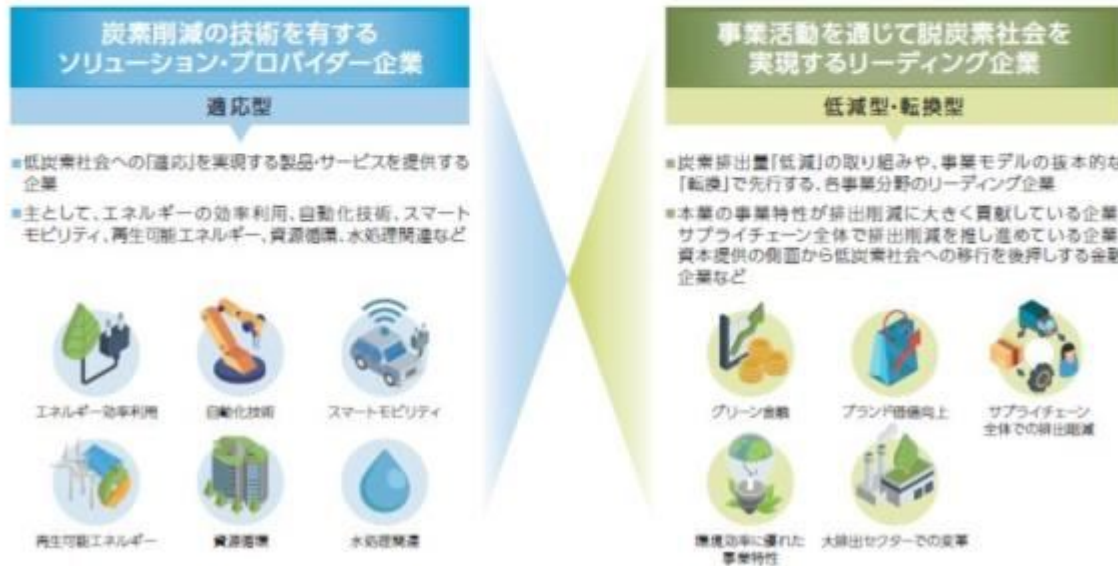 炭素削減の技術を有する
ソリューション・プロバイダー企業
適応型
■低炭素社会への「適応」を実現する製品・サービスを提供する
企業
■主として、エネルギーの効率利用、自動化技術、スマート
モビリティ、再生可能エネルギー、資源循環、水処理関連など
エネルギー効率利用
自動化技術
スマートモビリティ
再生可能エネルギー
資源循環
水処理関連
事業活動を通じて脱炭素社会を
実現するリーディング企業
低減型・転換型
■炭素排出量「低減」の取り組みや、事業モデルの抜本的な
「転換」で先行する、各事業分野のリーディング企業
■本業の事業特性が排出削減に大きく貢献している企業
サプライチェーン全体で排出削減を推し進めている企業
資本提供の側面から低炭素社会への移行を後押しする金融
企業など
グリーン金融
ブランド価値向上
サプライチェーン
全体での排出削減
環境効率に優れた
事業特性
大排出セクターでの変革